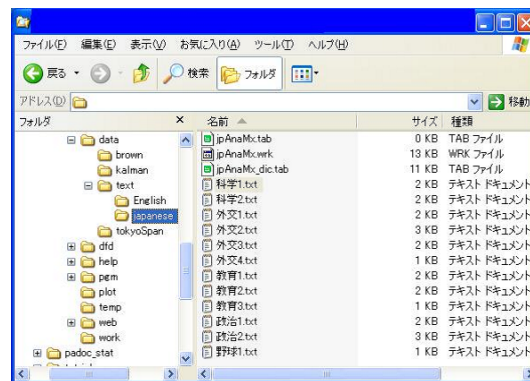 ファイル(F) 編集(E) 表示(V) お気に入り(A) ツール(T) ヘルプ(H)
戻る 検索 フォルダ
アドレス(D) 移動
フォルダ × 名前 サイズ 種類
data
brown
kalman
text
English
japanese
tokyoSpan
dfd
help
pgm
plot
temp
web
work
padoc_stat
jpAnaMx.tab 0 KB TAB ファイル
jpAnaMx.wrk 13 KB WRK ファイル
jpAnaMx_dic.tab 11 KB TAB ファイル
科学1.txt 2 KB テキスト ドキュメント
科学2.txt 2 KB テキスト ドキュメント
外交1.txt 2 KB テキスト ドキュメント
外交2.txt 3 KB テキスト ドキュメント
外交3.txt 2 KB テキスト ドキュメント
外交4.txt 1 KB テキスト ドキュメント
教育1.txt 2 KB テキスト ドキュメント
教育2.txt 2 KB テキスト ドキュメント
教育3.txt 1 KB テキスト ドキュメント
政治1.txt 2 KB テキスト ドキュメント
政治2.txt 3 KB テキスト ドキュメント
野球1.txt 1 KB テキスト ドキュメント